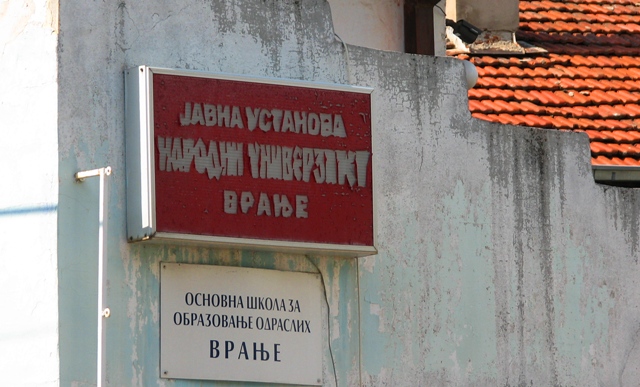 ЈАВНА УСТАНОВА
НАРОДНИ УНИВЕРЗИТЕТ
ВРАЊЕ
ОСНОВНА ШКОЛА ЗА
ОБРАЗОВАЊЕ ОДРАСЛИХ
ВРАЊЕ